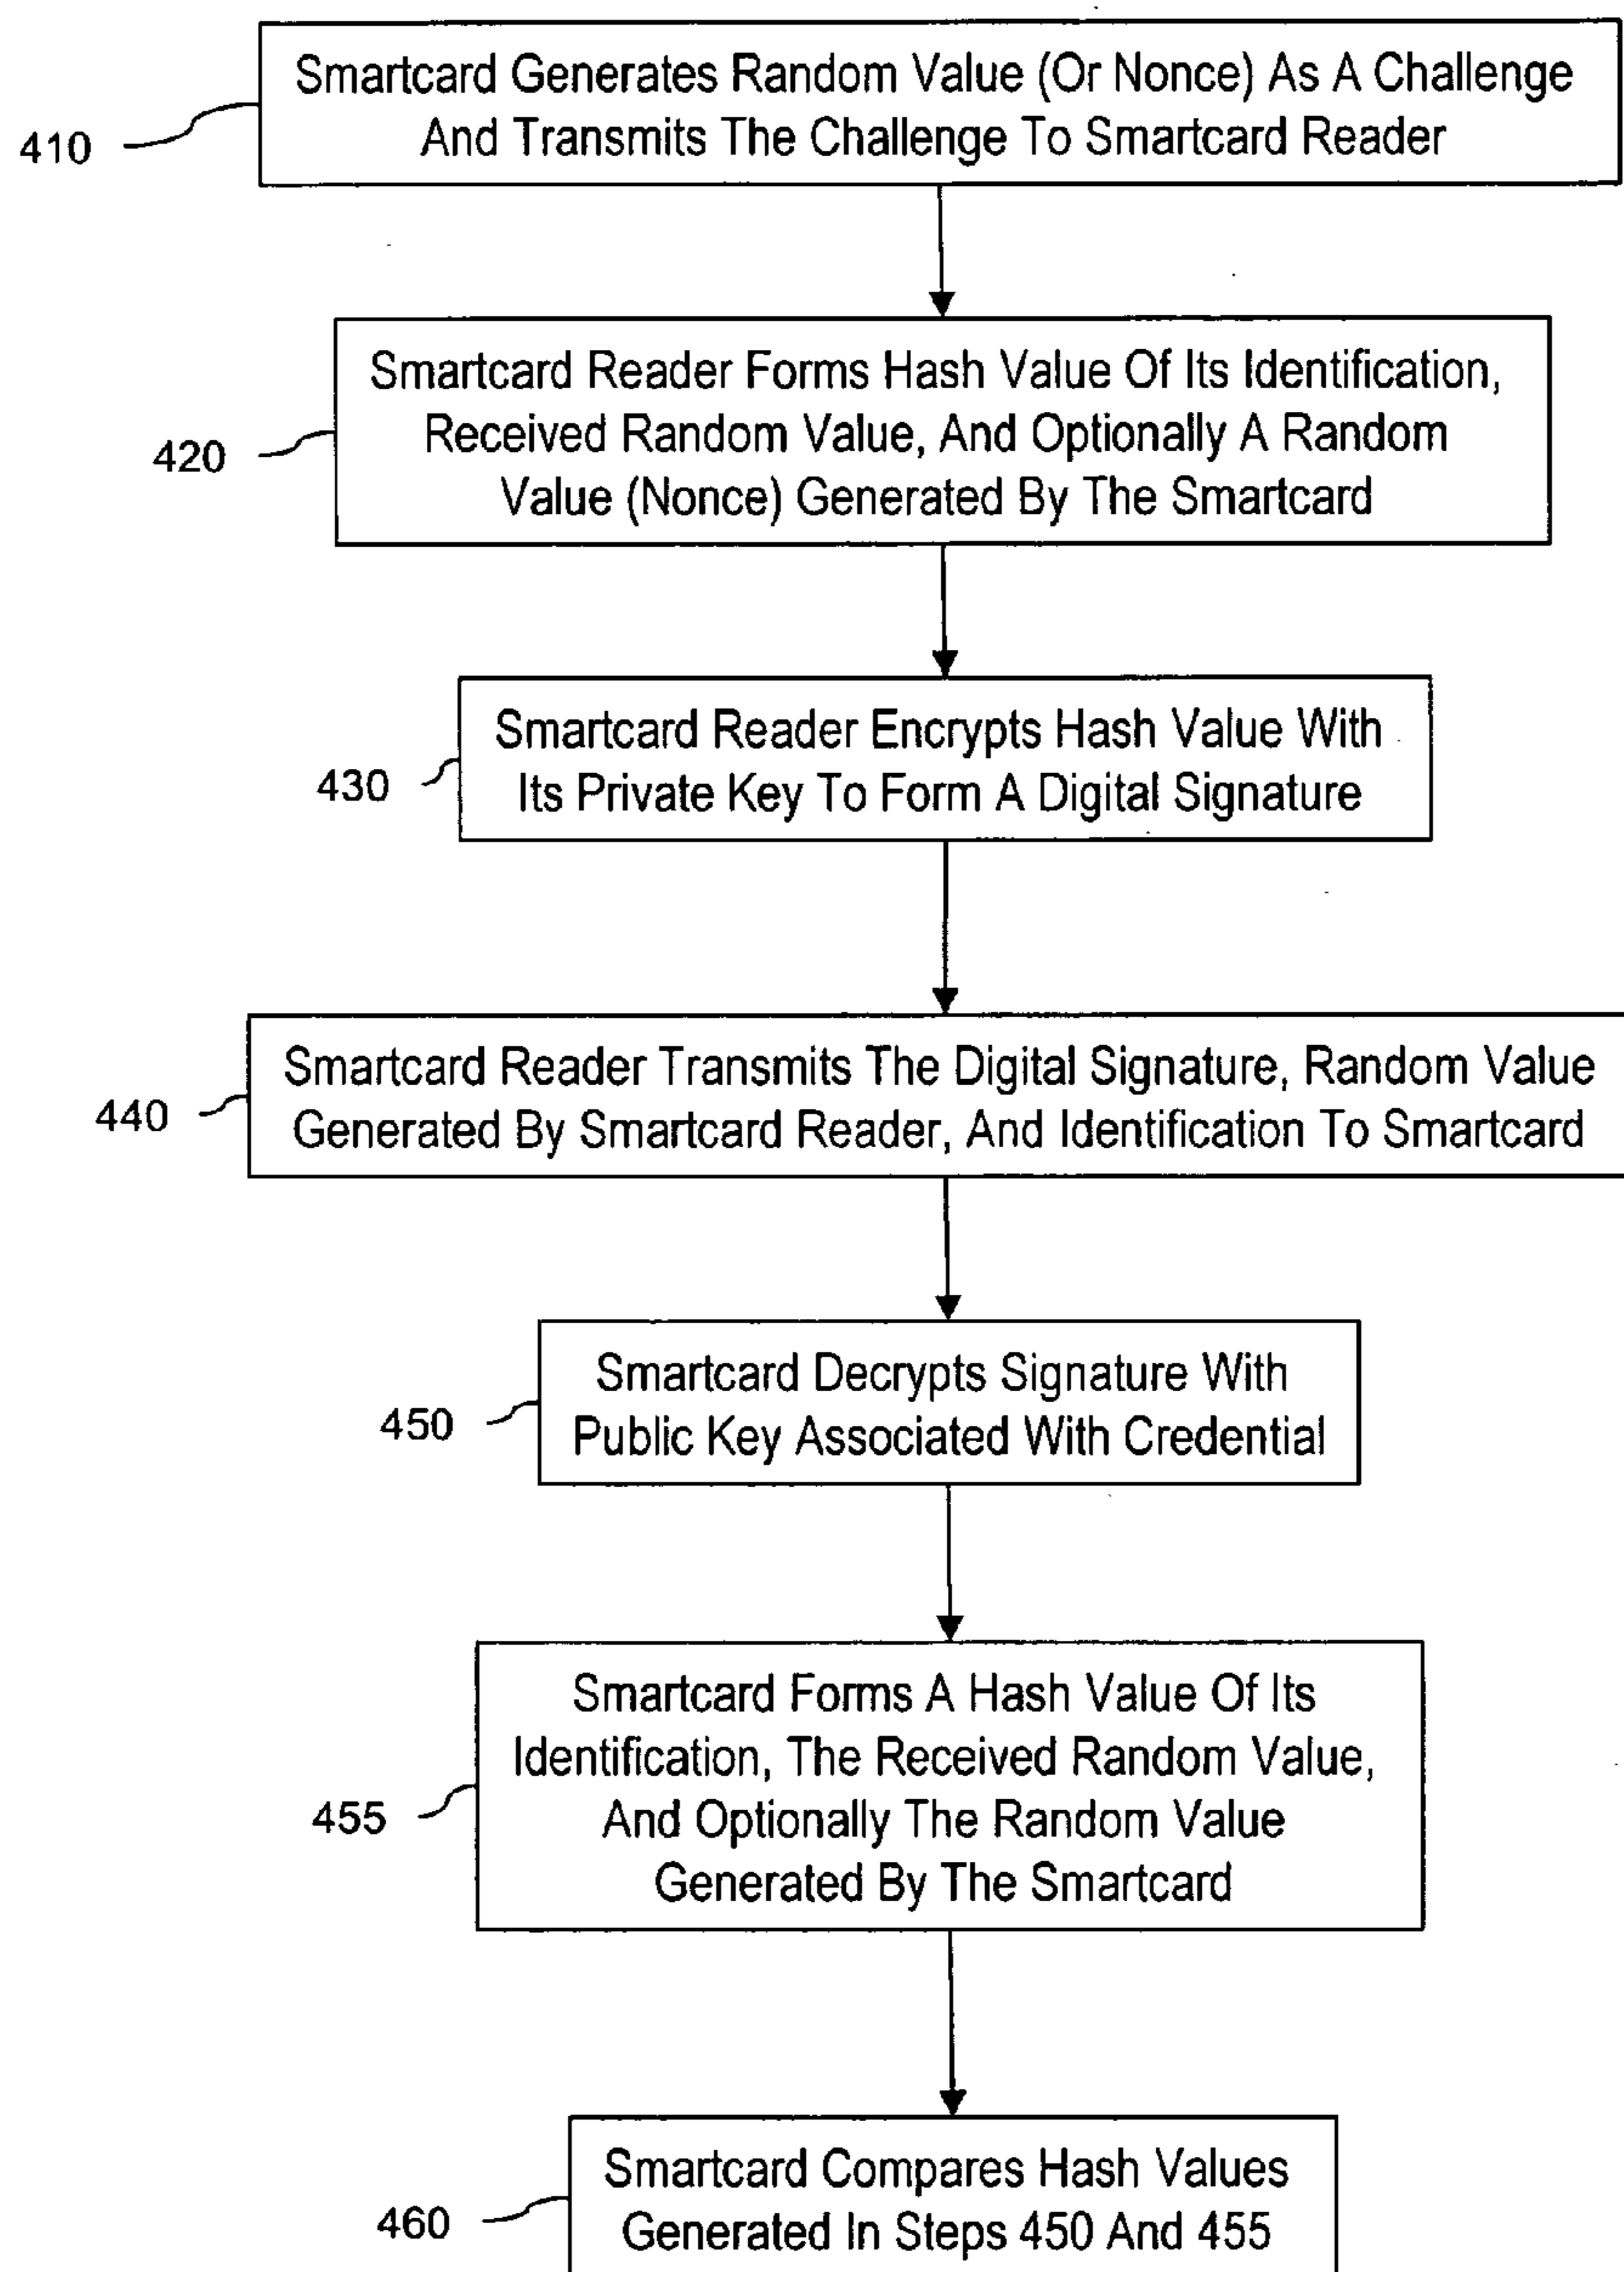 Smartcard Generates Random Value (Or Nonce) As A Challenge
And Transmits The Challenge To Smartcard Reader
410
Smartcard Reader Forms Hash Value Of Its Identification,
Received Random Value, And Optionally A Random
Value (Nonce) Generated By The Smartcard
420
Smartcard Reader Encrypts Hash Value With
Its Private Key To Form A Digital Signature
430
Smartcard Reader Transmits The Digital Signature, Random Value
Generated By Smartcard Reader, And Identification To Smartcard
440
Smartcard Decrypts Signature With
Public Key Associated With Credential
450
Smartcard Forms A Hash Value Of Its
Identification, The Received Random Value,
And Optionally The Random Value
Generated By The Smartcard
455
Smartcard Compares Hash Values
Generated In Steps 450 And 455
460